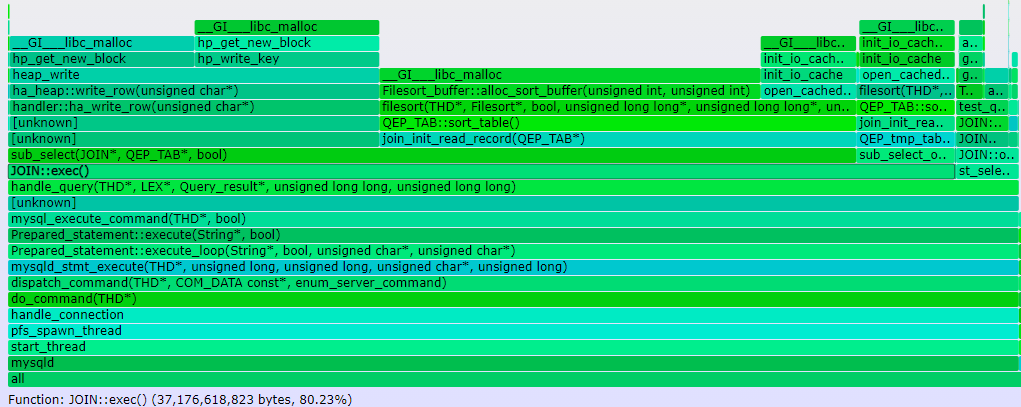 __GI___libc_malloc __GI___libc..
__GI___libc_malloc hp_get_new_block __GI___libc.. init_io_cach.. a..
hp_get_new_block hp_write_key init_io_cach.. init_io_cache g..
heap_write __GI___libc_malloc init_io_cache open_cached.. g..
ha_heap::write_row(unsigned char*) Filesort_buffer::alloc_sort_buffer(unsigned int, unsigned int) open_cached.. filesort(THD*,.. T.. a..
handler::ha_write_row(unsigned char*) filesort(THD*, Filesort*, bool, unsigned long long*, unsigned long long*, un.. QEP_TAB::so.. test_q..
[unknown] QEP_TAB::sort_table() join_init_rea.. JOIN:..
[unknown] join_init_read_record(QEP_TAB*) QEP_tmp_tab.. JOIN..
sub_select(JOIN*, QEP_TAB*, bool) sub_select_o.. JOIN::o..
JOIN::exec() st_sele..
handle_query(THD*, LEX*, Query_result*, unsigned long long, unsigned long long)
[unknown]
mysql_execute_command(THD*, bool)
Prepared_statement::execute(String*, bool)
Prepared_statement::execute_loop(String*, bool, unsigned char*, unsigned char*)
mysqld_stmt_execute(THD*, unsigned long, unsigned long, unsigned char*, unsigned long)
dispatch_command(THD*, COM_DATA const*, enum_server_command)
do_command(THD*)
handle_connection
pfs_spawn_thread
start_thread
mysqld
all
Function: JOIN::exec() (37,176,618,823 bytes, 80.23%)